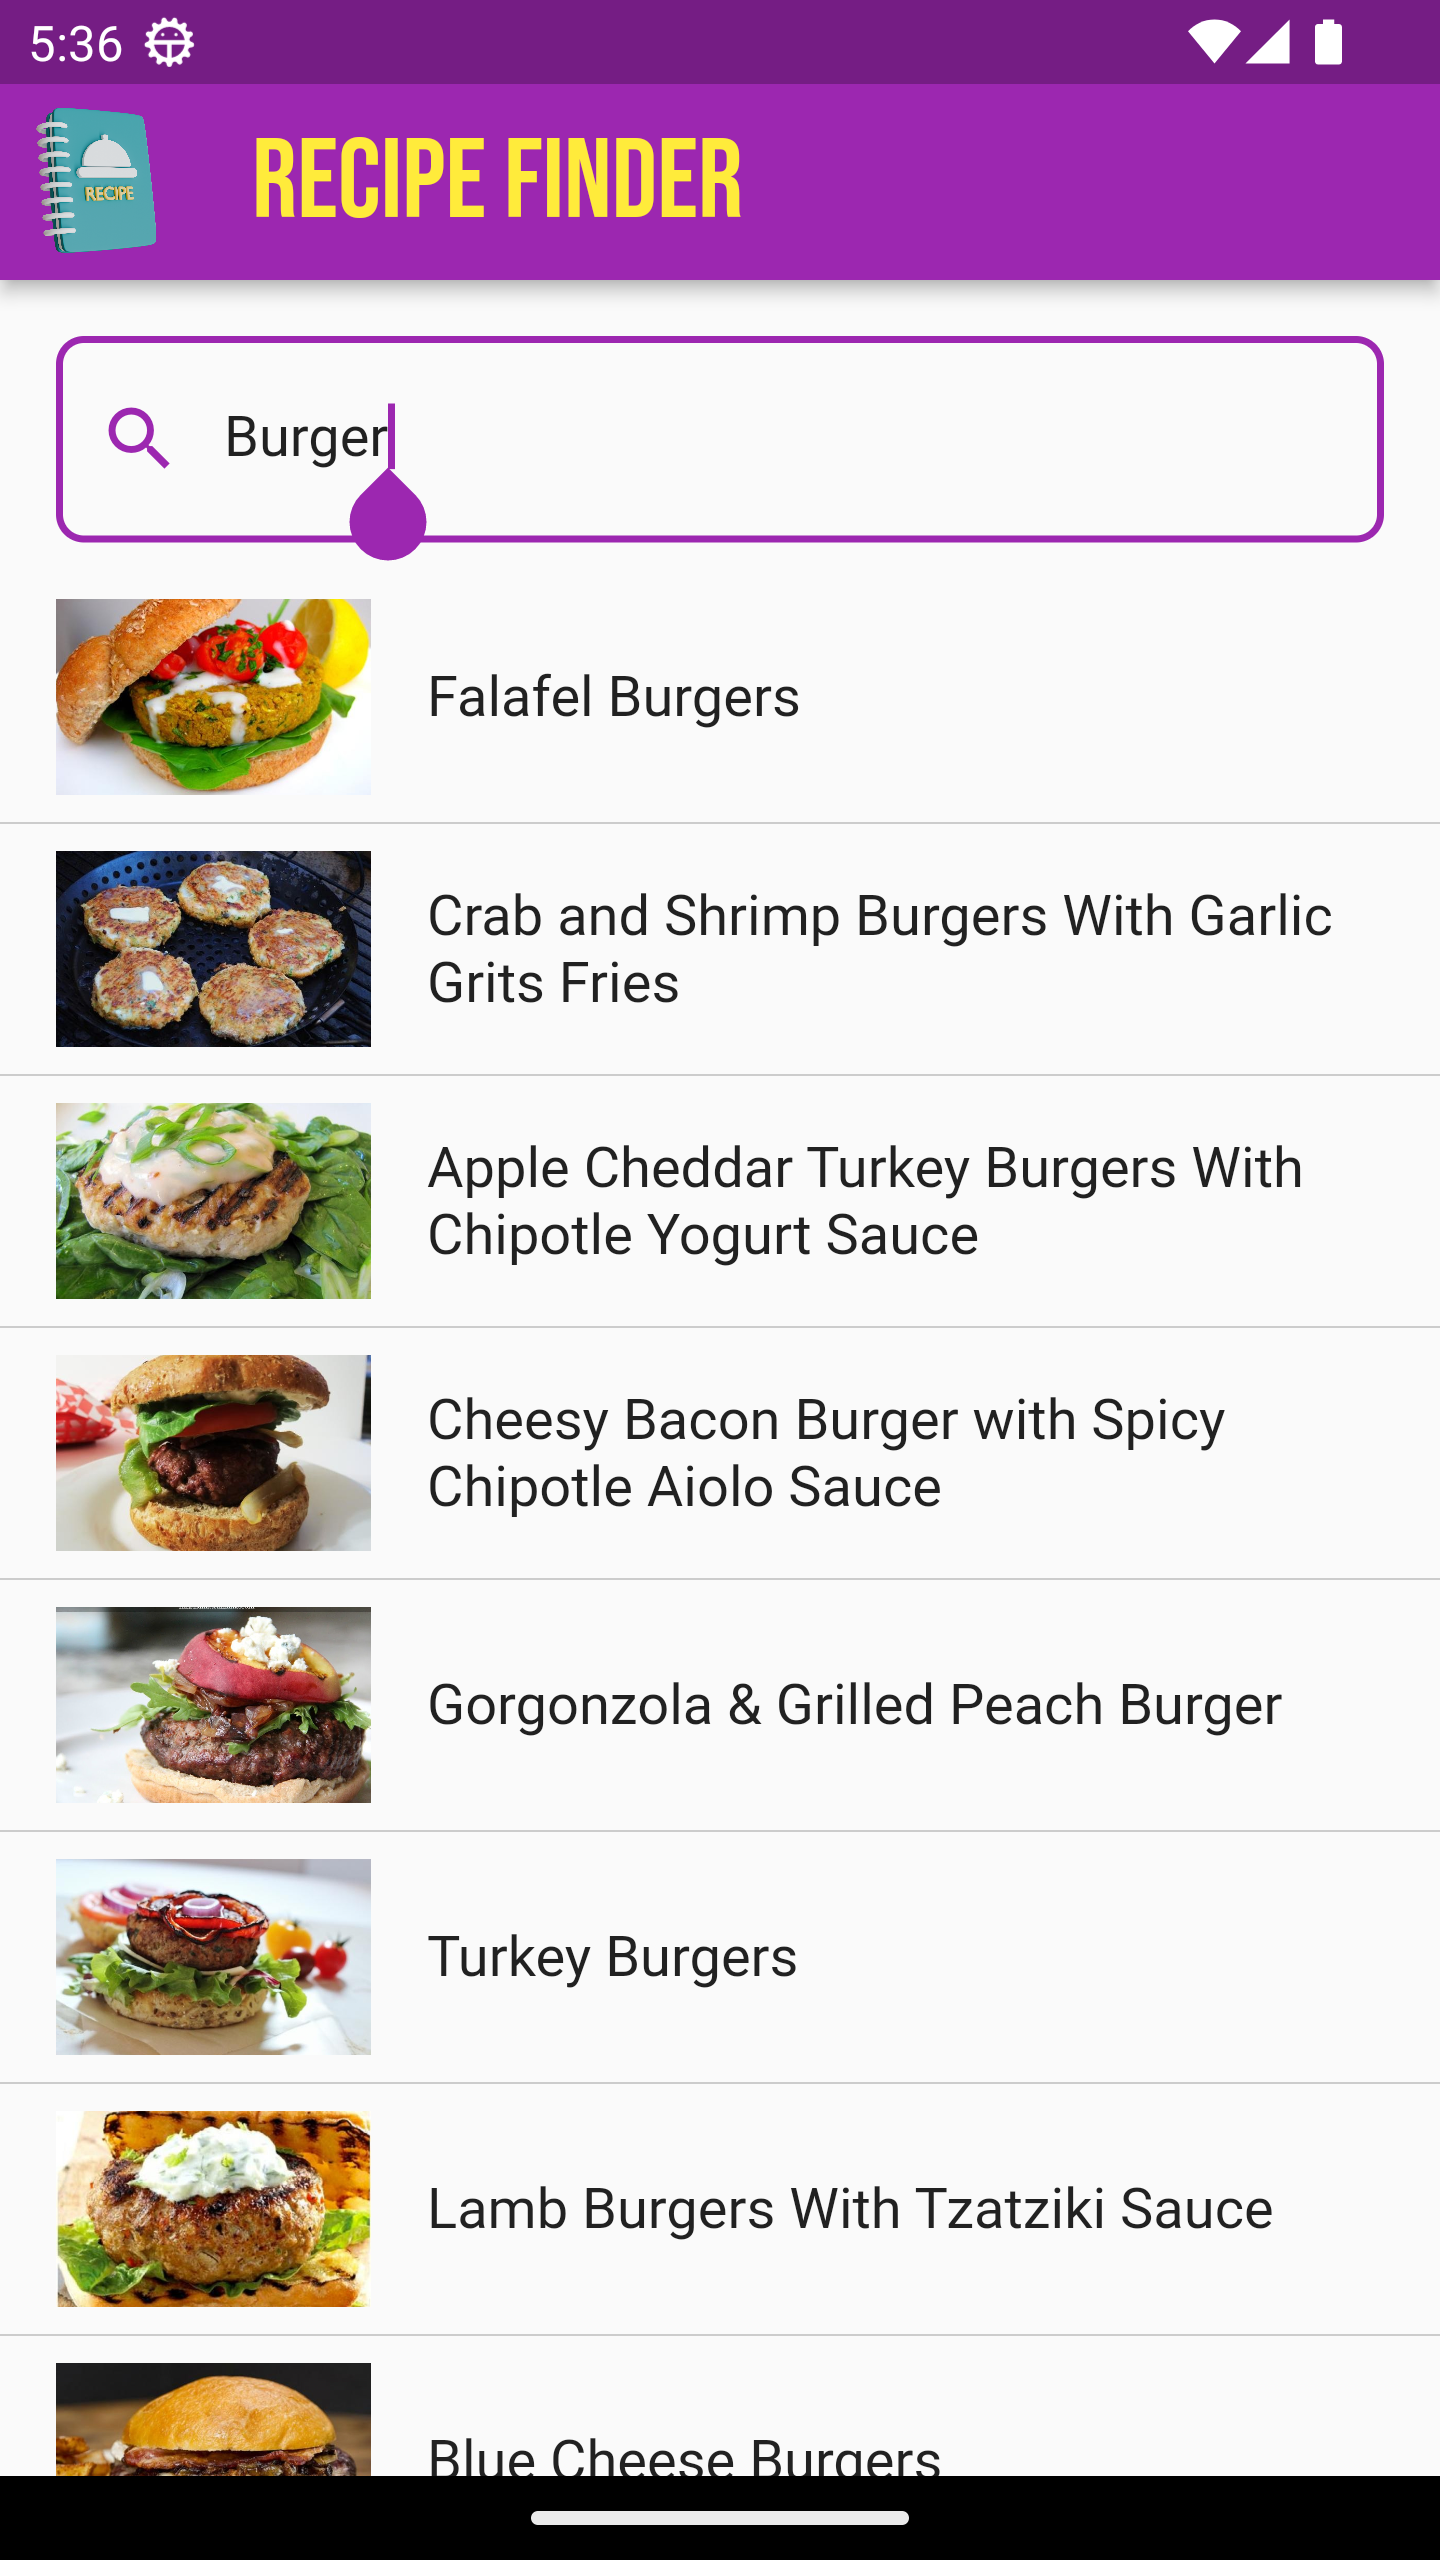 5:36
RECIPE
RECIPE FINDER
Burger
Falafel Burgers
Crab and Shrimp Burgers With Garlic
Grits Fries
Apple Cheddar Turkey Burgers With
Chipotle Yogurt Sauce
Cheesy Bacon Burger with Spicy
Chipotle Aiolo Sauce
Gorgonzola & Grilled Peach Burger
Turkey Burgers
Lamb Burgers With Tzatziki Sauce
Blue Cheese Burgers